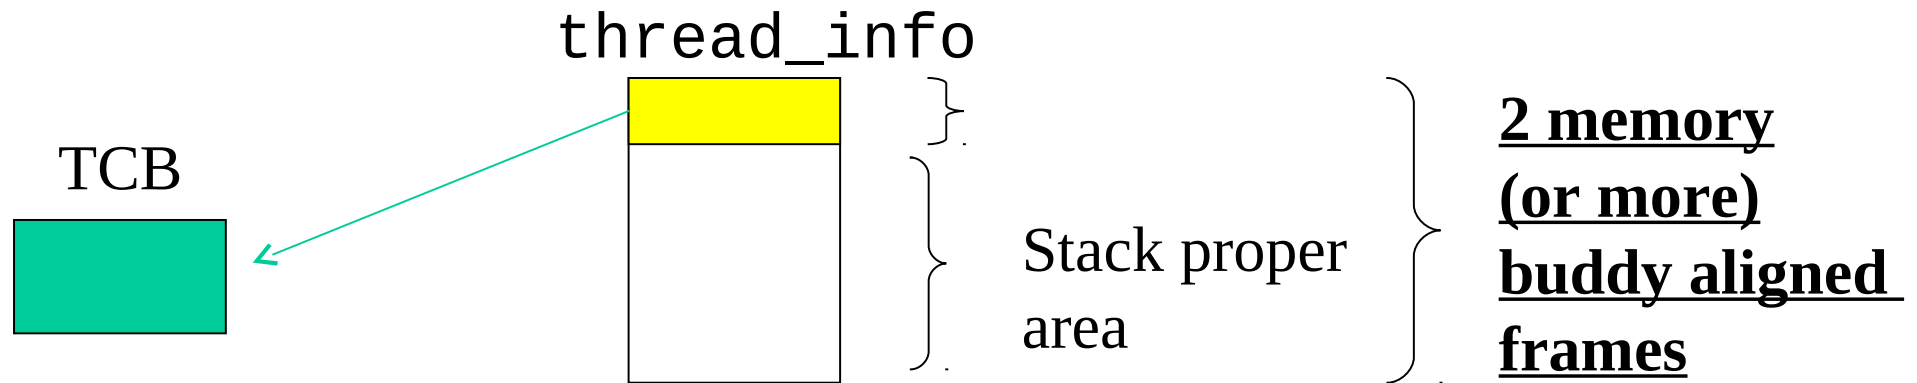 thread_info
TCB
Stack proper
area
2 memory
(or more)
buddy aligned
frames